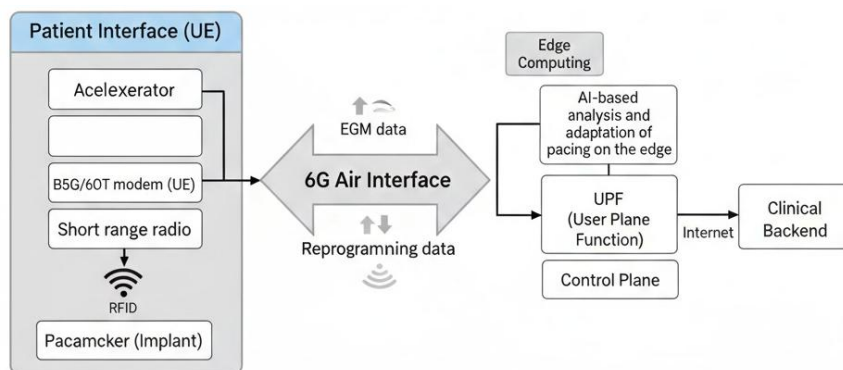 Patient Interface (UE)
Acelexerator
B5G/6OT modem (UE)
Short range radio
RFID
Pacamcker (Implant)
EGM data
6G Air Interface
Reprogramning data
Edge
Computing
AI-based
analysis and
adaptation of
pacing on the edge
UPF
(User Plane
Function)
Control Plane
Internet
Clinical
Backend